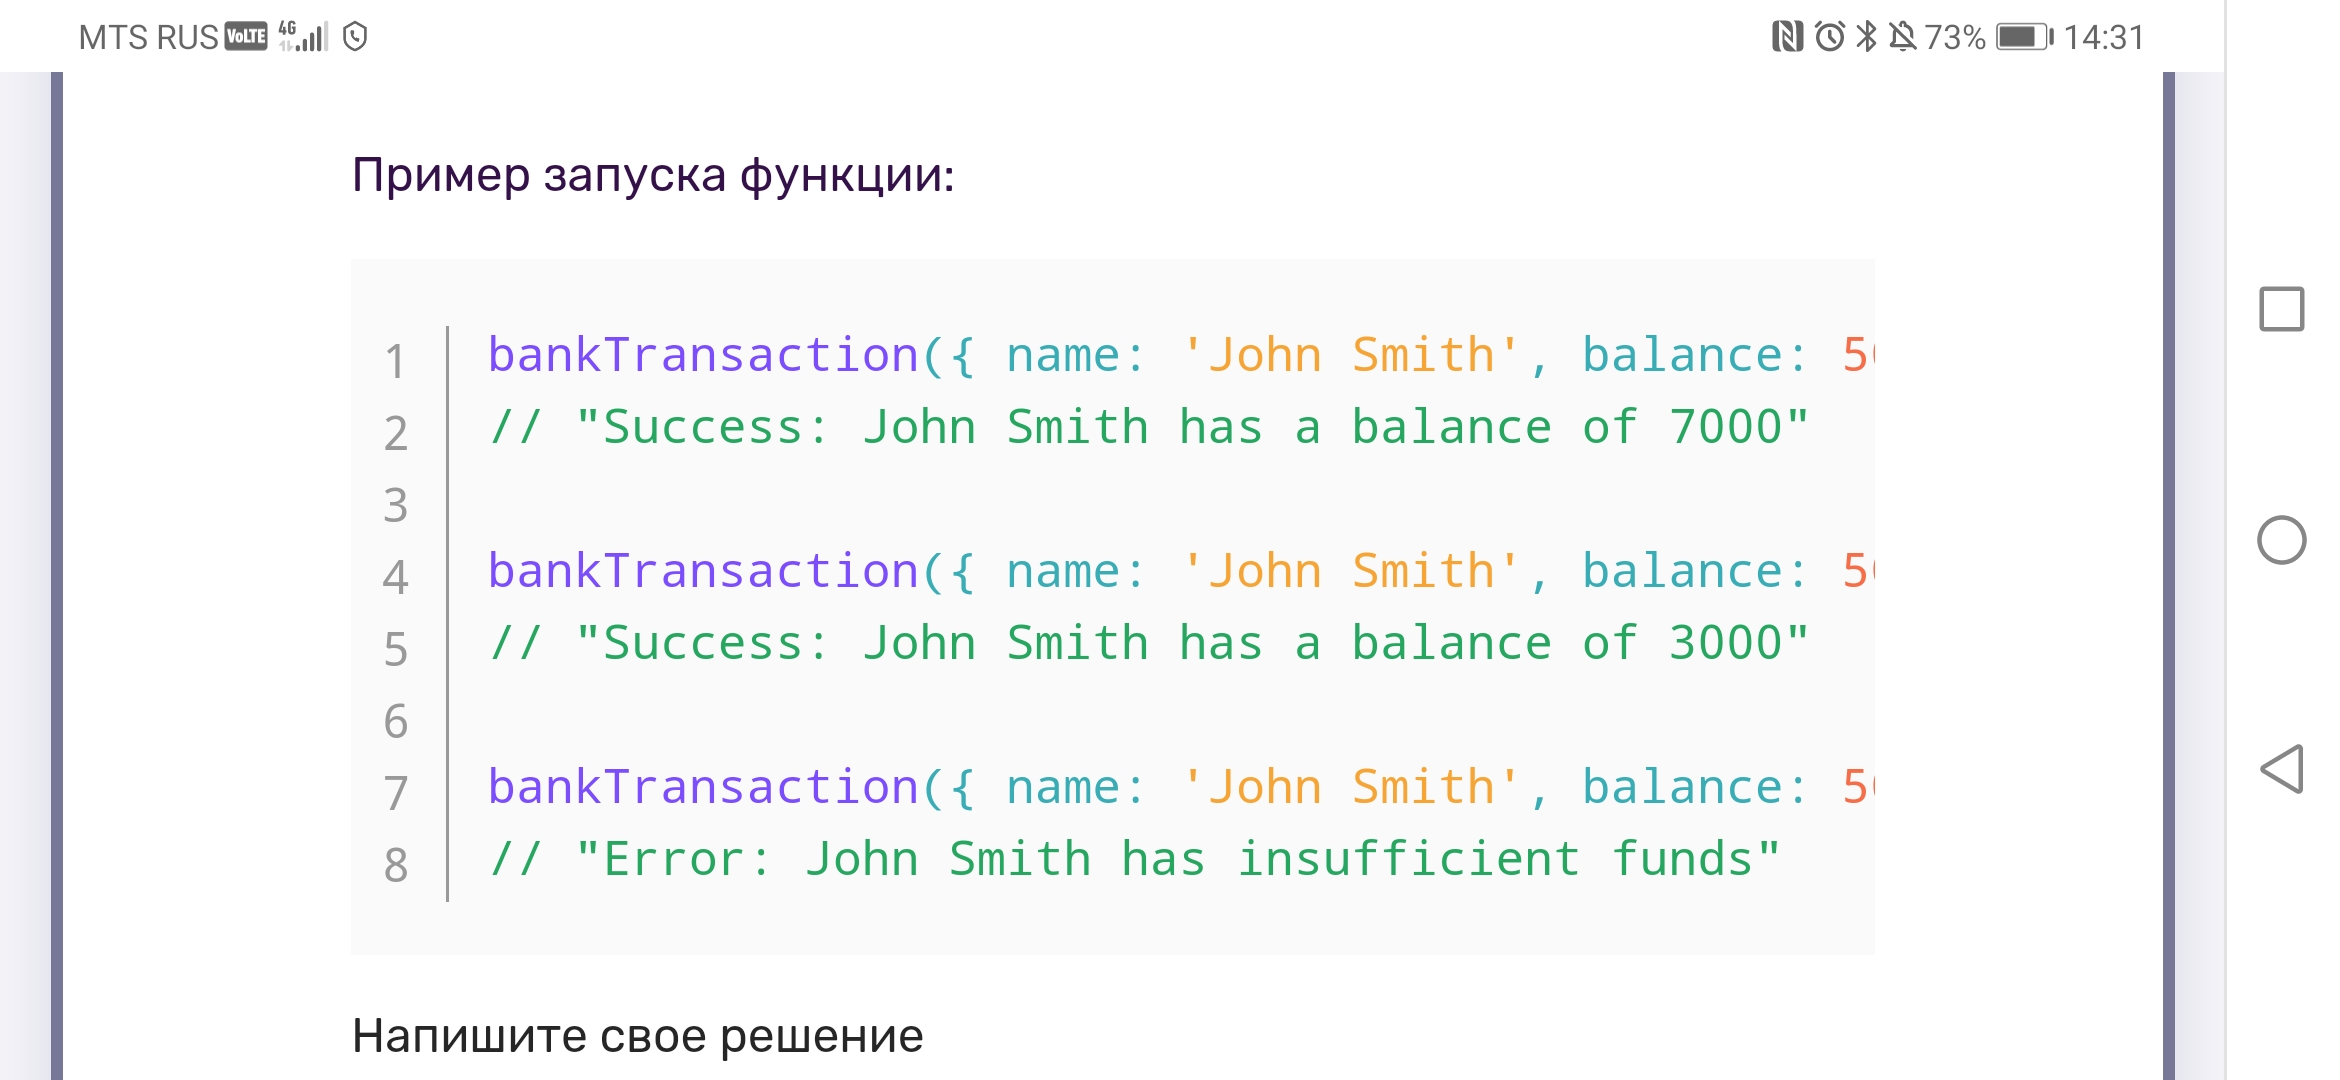 MTS RUS VoLTE 4G 73% 14:31
Пример запуска функции:
1 bankTransaction({ name: 'John Smith', balance: 5
2 // "Success: John Smith has a balance of 7000"
3
4 bankTransaction({ name: 'John Smith', balance: 5
5 // "Success: John Smith has a balance of 3000"
6
7 bankTransaction({ name: 'John Smith', balance: 5
8 // "Error: John Smith has insufficient funds"
Напишите свое решение